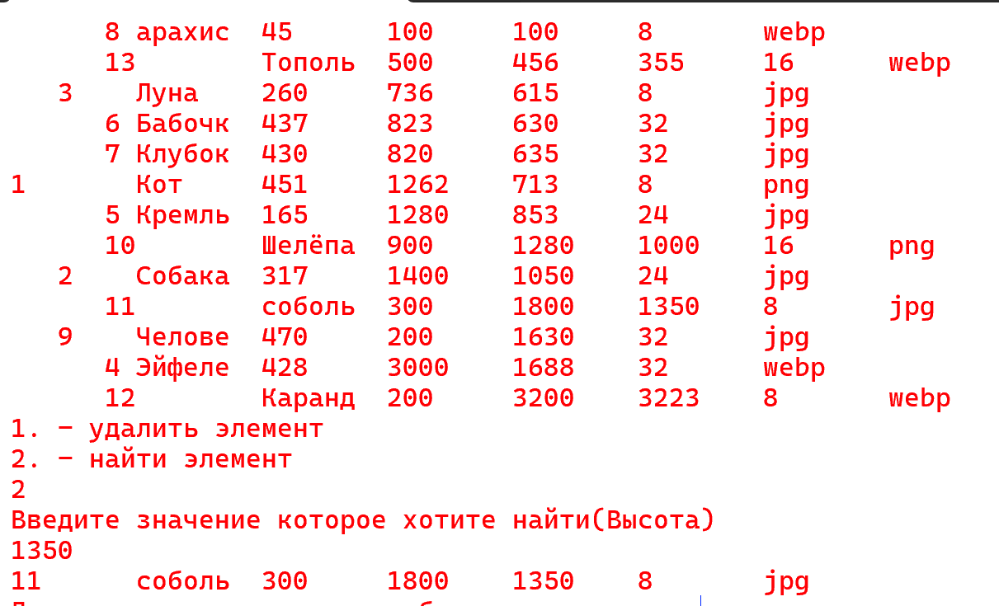 8 арахис 45 100 100 8 webp
13 Тополь 500 456 355 16 webp
3 Луна 260 736 615 8 jpg
6 Бабочк 437 823 630 32 jpg
7 Клубок 430 820 635 32 jpg
1 Кот 451 1262 713 8 png
5 Кремль 165 1280 853 24 jpg
10 Шелёпа 900 1280 1000 16 png
2 Собака 317 1400 1050 24 jpg
11 соболь 300 1800 1350 8 jpg
9 Челове 470 200 1630 32 jpg
4 Эйфеле 428 3000 1688 32 webp
12 Каранд 200 3200 3223 8 webp
1. - удалить элемент
2. - найти элемент
2
Введите значение которое хотите найти(Высота)
1350
11 соболь 300 1800 1350 8 jpg